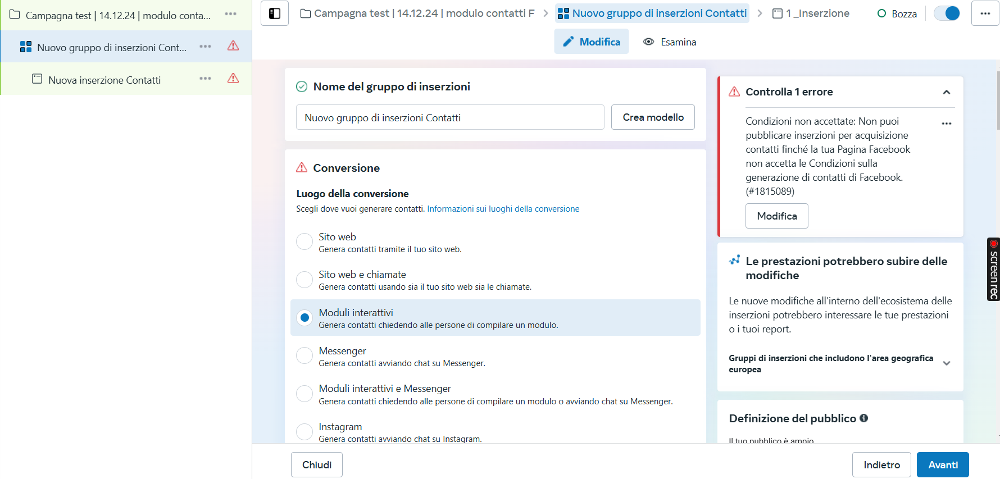 Campagna test | 14.12.24 | modulo conta...
Nuovo gruppo di inserzioni Cont...
Nuova inserzione Contatti
Campagna test | 14.12.24 | modulo contatti F
Nuovo gruppo di inserzioni Contatti
1_Inserzione
Bozza
Modifica
Esamina
Nome del gruppo di inserzioni
Nuovo gruppo di inserzioni Contatti
Crea modello
Conversione
Luogo della conversione
Scegli dove vuoi generare contatti. Informazioni sui luoghi della conversione
Sito web
Genera contatti tramite il tuo sito web.
Sito web e chiamate
Genera contatti usando sia il tuo sito web sia le chiamate.
Moduli interattivi
Genera contatti chiedendo alle persone di compilare un modulo.
Messenger
Genera contatti avviando chat su Messenger.
Moduli interattivi e Messenger
Genera contatti chiedendo alle persone di compilare un modulo o avviando chat su Messenger.
Instagram
Genera contatti avviando chat su Instagram.
Controlla 1 errore
Condizioni non accettate: Non puoi
pubblicare inserzioni per acquisizione
contatti finché la tua Pagina Facebook
non accetta le Condizioni sulla
generazione di contatti di Facebook.
(#1815089)
Modifica
Le prestazioni potrebbero subire delle
modifiche
Le nuove modifiche all'interno dell'ecosistema delle
inserzioni potrebbero interessare le tue prestazioni
o i tuoi report.
Gruppi di inserzioni che includono l'area geografica
europea
Definizione del pubblico
Il tuo pubblico è ampio
screenrec
Chiudi
Indietro
Avanti